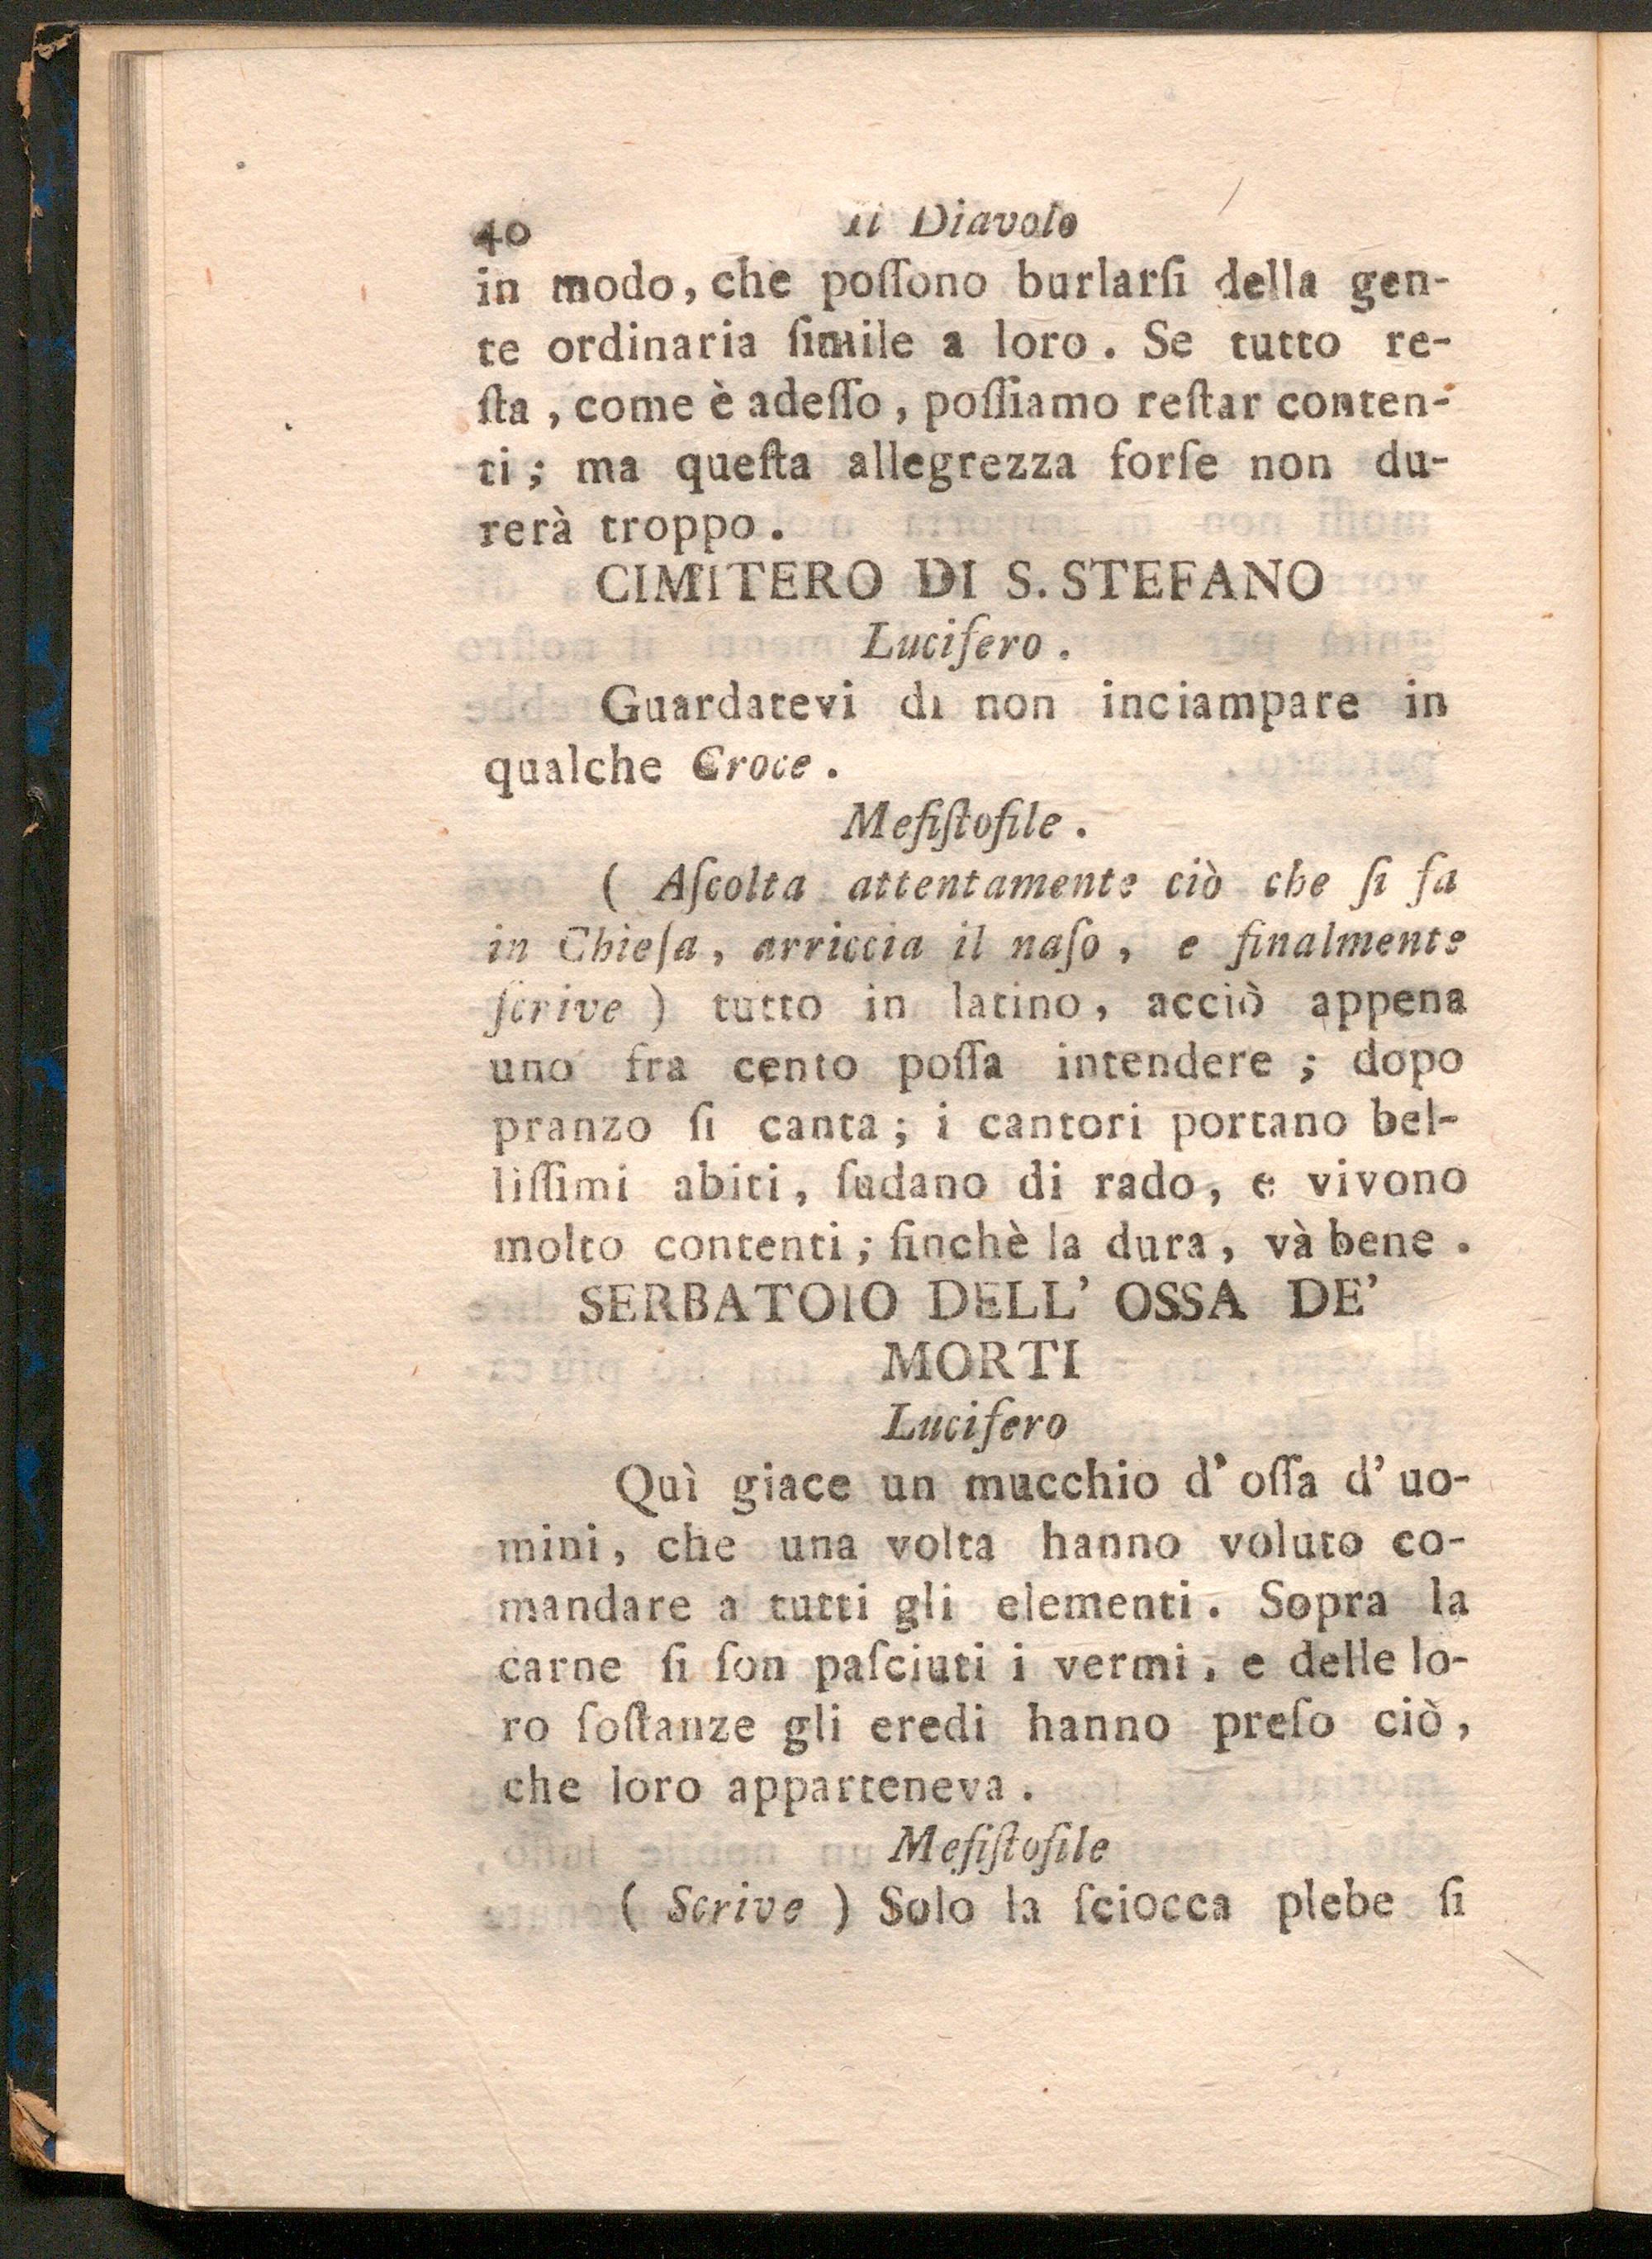 40 Il Diavolo
in modo, che poſſono burlarſi della gen-
te ordinaria ſimile a loro. Se tutto re-
ſta, come è adeſſo, poſſiamo reſtar conten-
ti; ma queſta allegrezza forſe non du-
rerà troppo.
CIMITERO DI S. STEFANO
Lucifero.
Guardatevi di non inciampare in
qualche Croce.
Mefiſtofile.
( Aſcolta attentamente ciò che ſi fa
in Chieſa, arriccia il naſo, e finalmente
ſcrive ) tutto in latino, acciò appena
uno fra cento poſſa intendere; dopo
pranzo ſi canta; i cantori portano bel-
liſſimi abiti, ſudano di rado, e vivono
molto contenti; finchè la dura, và bene.
SERBATOIO DELL' OSSA DE'
MORTI
Lucifero
Quì giace un mucchio d' oſſa d' uo-
mini, che una volta hanno voluto co-
mandare a tutti gli elementi. Sopra la
carne ſi ſon paſciuti i vermi, e delle lo-
ro ſoſtanze gli eredi hanno preſo ciò,
che loro apparteneva.
Mefiſtofile
( Scrive ) Solo la ſciocca plebe ſi